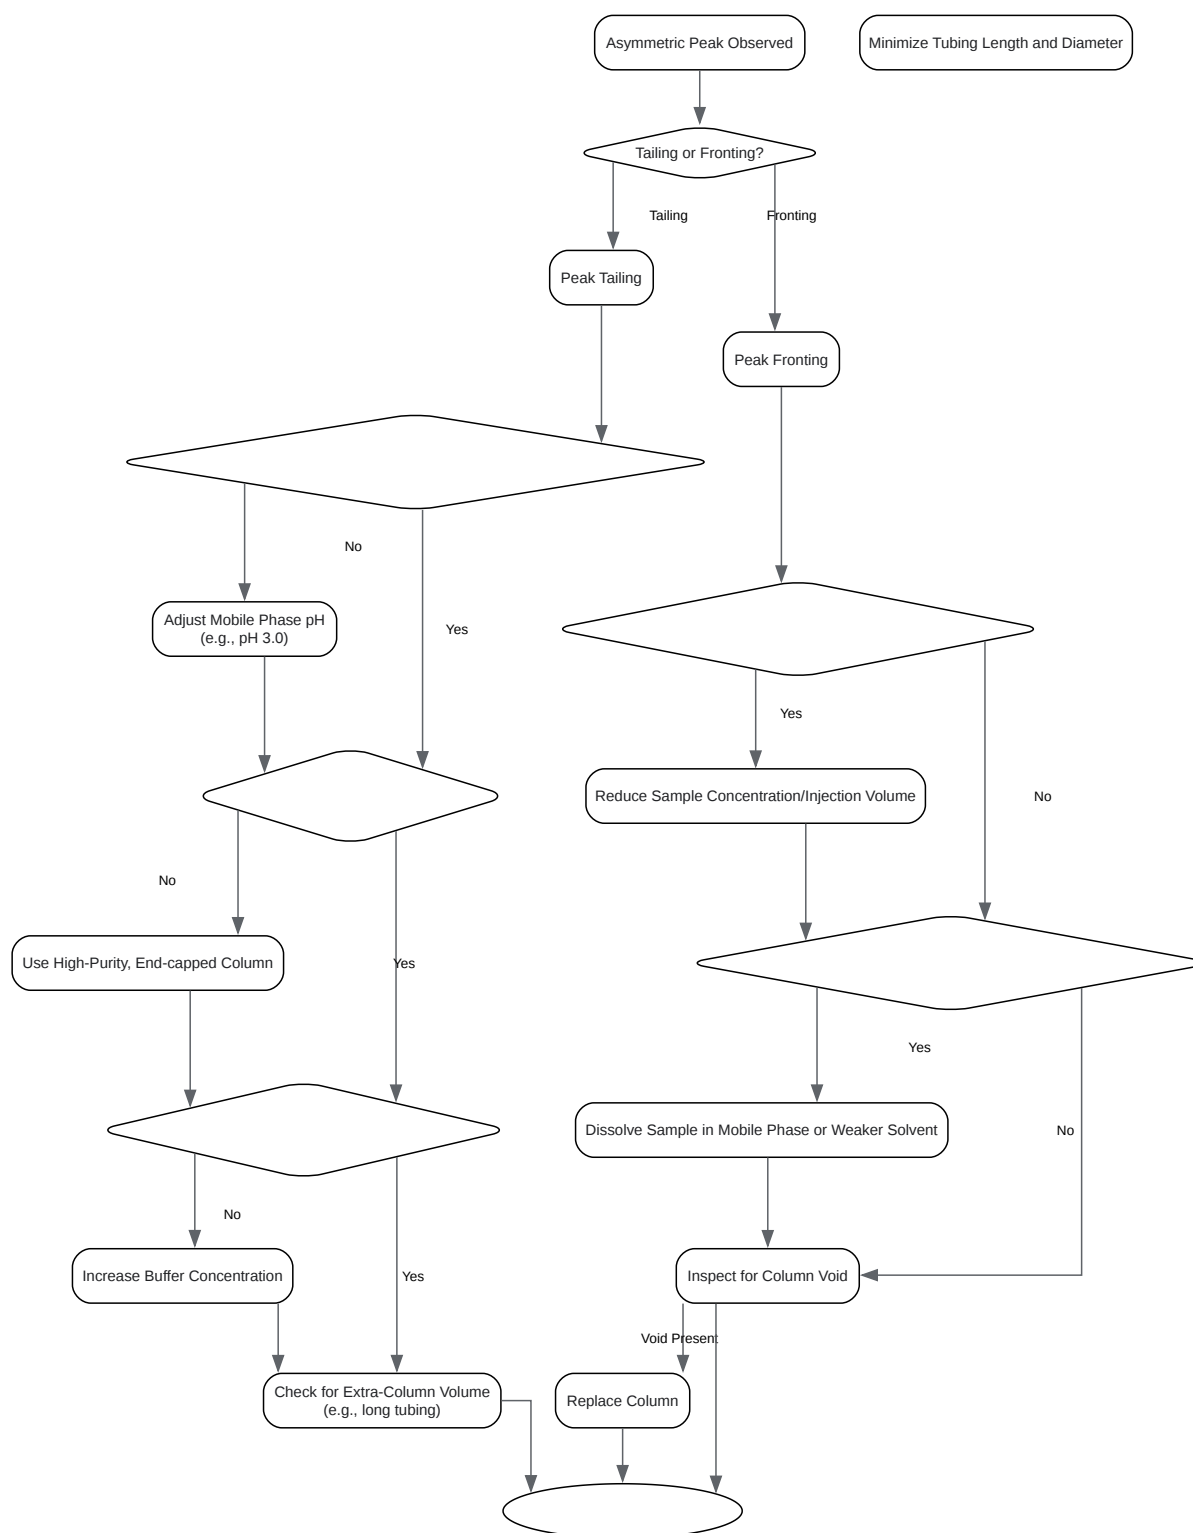 Asymmetric Peak Observed
Minimize Tubing Length and Diameter
Tailing or Fronting?
Tailing
Fronting
Peak Tailing
Peak Fronting
No
Adjust Mobile Phase pH
(e.g., pH 3.0)
Yes
Yes
Reduce Sample Concentration/Injection Volume
No
No
Use High-Purity, End-capped Column
Yes
Yes
Dissolve Sample in Mobile Phase or Weaker Solvent
No
No
Increase Buffer Concentration
Yes
Inspect for Column Void
Void Present
Check for Extra-Column Volume
(e.g., long tubing)
Replace Column